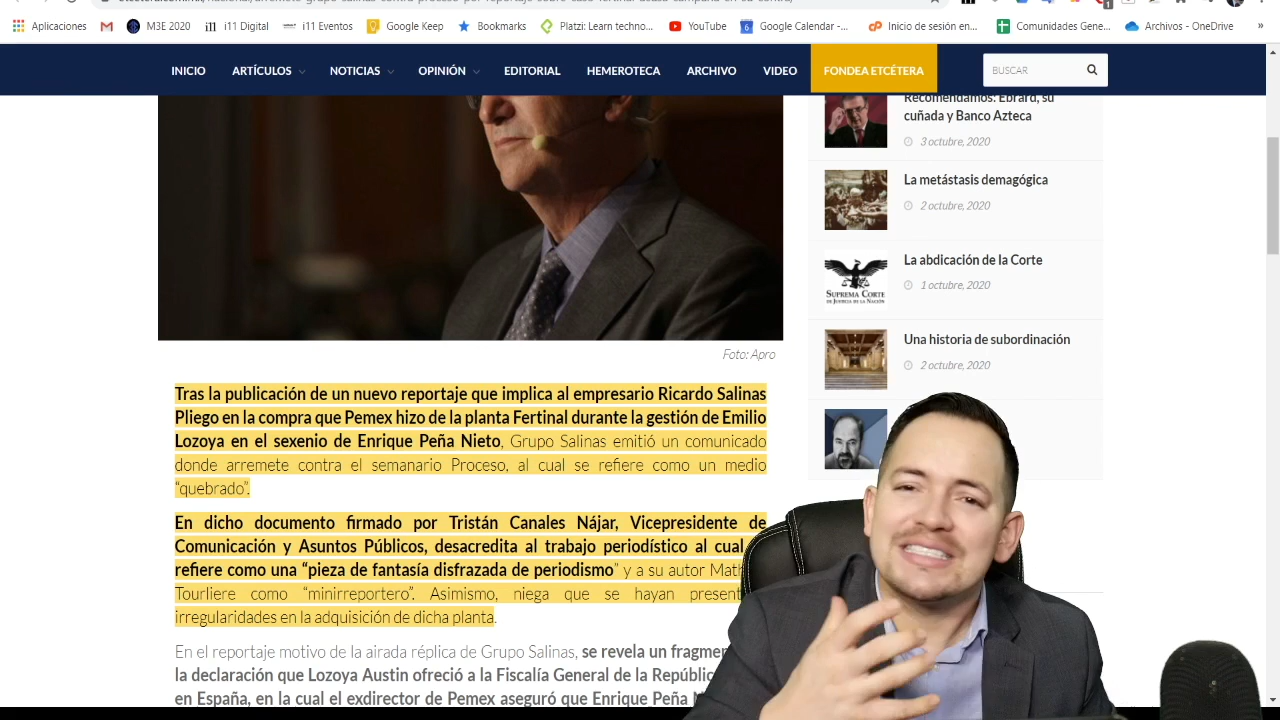 Aplicaciones M3E 2020 i11 Digital i11 Eventos Google Keep Bookmarks Platzi: Learn techno... YouTube Google Calendar -... Inicio de sesión en... Comunidades Gene... Archivos - OneDrive »
INICIO ARTÍCULOS NOTICIAS OPINIÓN EDITORIAL HEMEROTECA ARCHIVO VIDEO FONDEA ETCÉTERA BUSCAR
Foto: Apro
Tras la publicación de un nuevo reportaje que implica al empresario Ricardo Salinas
Pliego en la compra que Pemex hizo de la planta Fertinal durante la gestión de Emilio
Lozoya en el sexenio de Enrique Peña Nieto, Grupo Salinas emitió un comunicado
donde arremete contra el semanario Proceso, al cual se refiere como un medio
“quebrado”.
En dicho documento firmado por Tristán Canales Nájar, Vicepresidente de
Comunicación y Asuntos Públicos, desacredita al trabajo periodístico al cual
refiere como una “pieza de fantasía disfrazada de periodismo” y a su autor Math
Tourliere como “minirreportero”. Asimismo, niega que se hayan present
irregularidades en la adquisición de dicha planta.
En el reportaje motivo de la airada réplica de Grupo Salinas, se revela un fragmen
la declaración que Lozoya Austin ofreció a la Fiscalía General de la Repúblic
en España, en la cual el exdirector de Pemex aseguró que Enrique Peña N
Recomendamos: Ebrard, su
cuñada y Banco Azteca
3 octubre, 2020
La metástasis demagógica
2 octubre, 2020
SUPREMA CORTE
DE JUSTICIA DE LA NACIÓN
La abdicación de la Corte
1 octubre, 2020
Una historia de subordinación
2 octubre, 2020